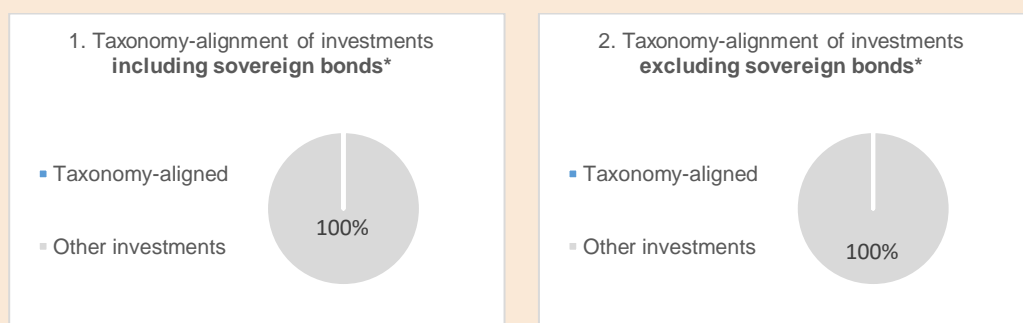 1. Taxonomy-alignment of investments
including sovereign bonds*
Taxonomy-aligned
Other investments
100%
2. Taxonomy-alignment of investments
excluding sovereign bonds*
Taxonomy-aligned
Other investments
100%